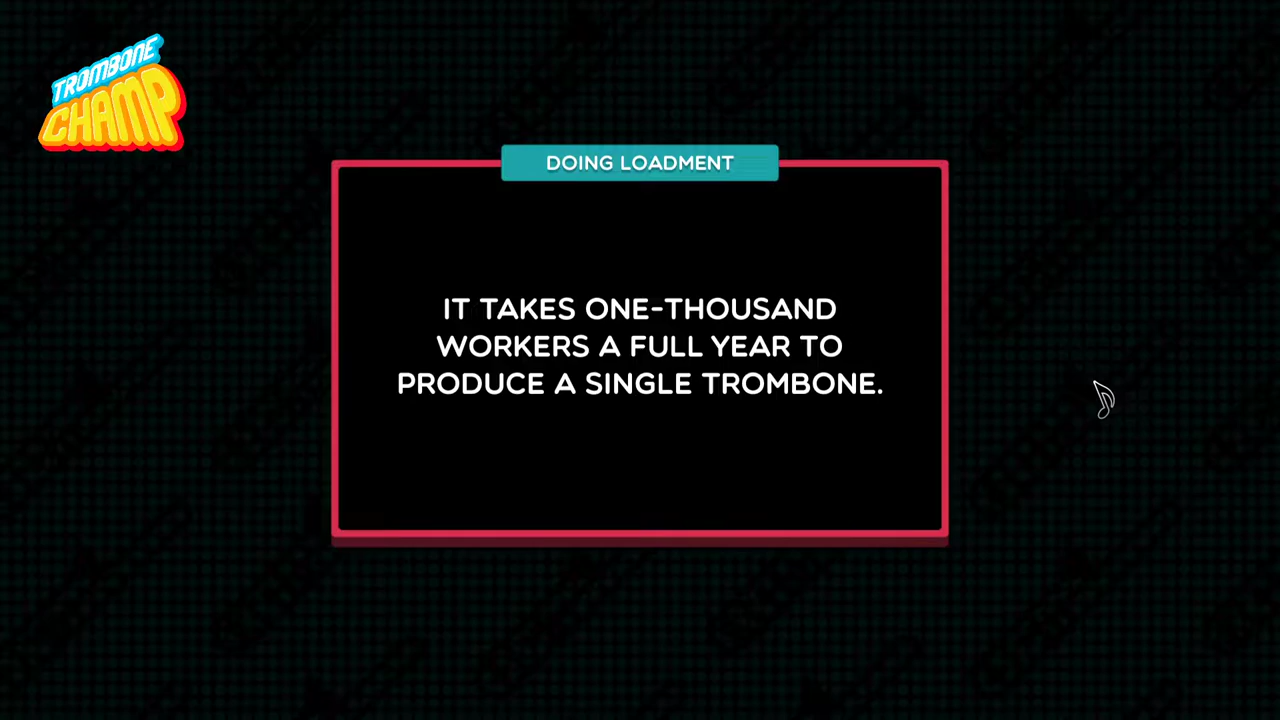 TROMBONE
CHAMP
DOING LOADMENT
IT TAKES ONE-THOUSAND
WORKERS A FULL YEAR TO
PRODUCE A SINGLE TROMBONE.